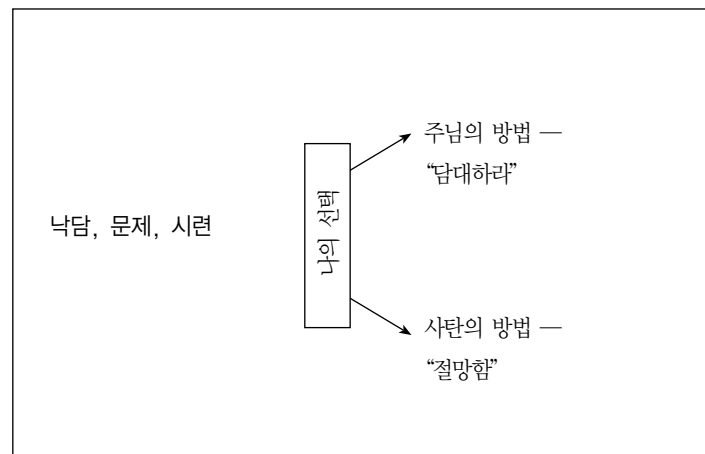 낙담, 문제, 시련
나의 선택
주님의 방법 —
“담대하라”
사탄의 방법 —
“절망함”